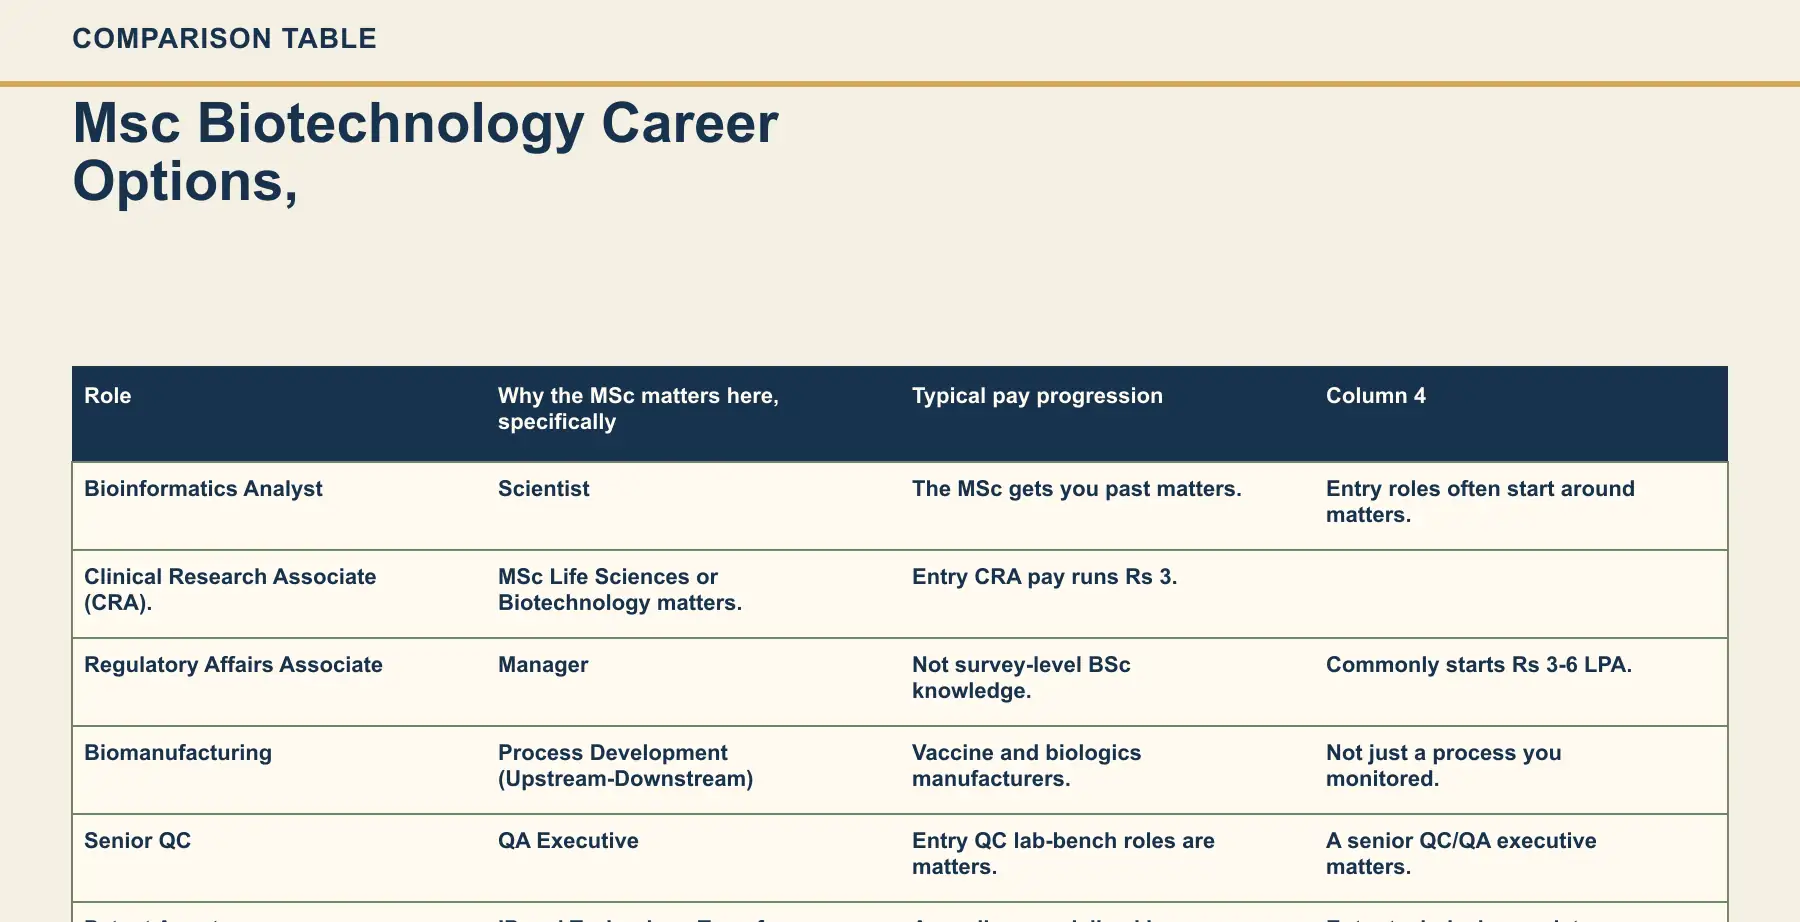 COMPARISON TABLE
Msc Biotechnology Career
Options,
Role
Why the MSc matters here,
specifically
Typical pay progression
Column 4
Bioinformatics Analyst
Scientist
The MSc gets you past matters.
Entry roles often start around
matters.
Clinical Research Associate
(CRA).
MSc Life Sciences or
Biotechnology matters.
Entry CRA pay runs Rs 3.
Regulatory Affairs Associate
Manager
Not survey-level BSc
knowledge.
Commonly starts Rs 3-6 LPA.
Biomanufacturing
Process Development
(Upstream-Downstream)
Vaccine and biologics
manufacturers.
Not just a process you
monitored.
Senior QC
QA Executive
Entry QC lab-bench roles are
matters.
A senior QC/QA executive
matters.